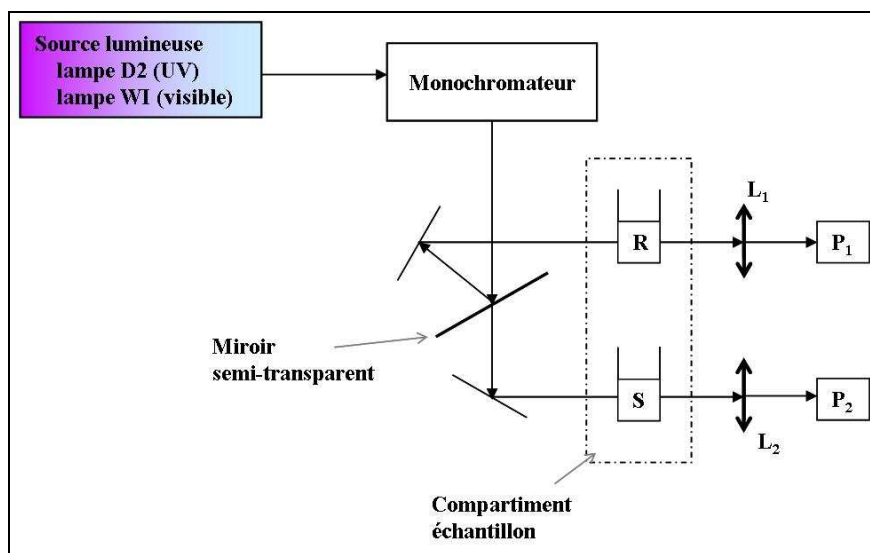 Source lumineuse
lampe D2 (UV)
lampe WI (visible)
Monochromateur
L1
R
P1
Miroir
semi-transparent
S
P2
L2
Compartiment
échantillon